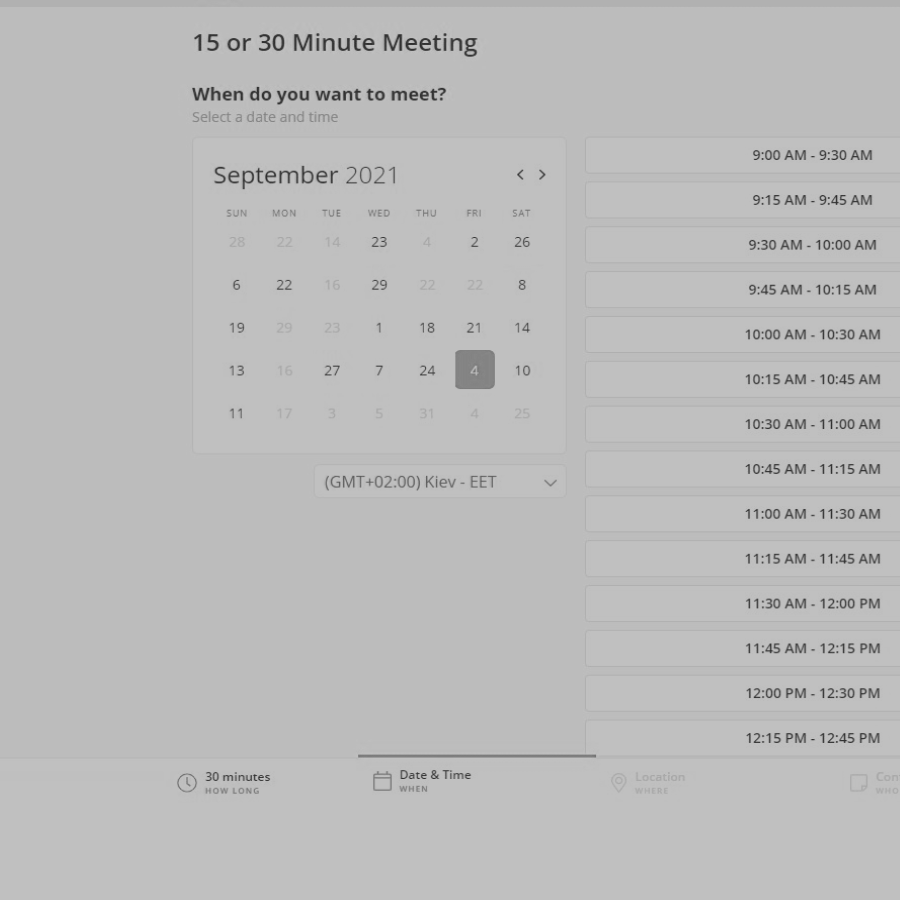 15 or 30 Minute Meeting
When do you want to meet?
Select a date and time
September 2021
SUN MON TUE WED THU FRI SAT
28 22 14 23 4 2 26
6 22 16 29 22 22 8
19 29 23 1 18 21 14
13 16 27 7 24 4 10
11 17 3 5 31 4 25
(GMT+02:00) Kiev - EET
9:00 AM - 9:30 AM
9:15 AM - 9:45 AM
9:30 AM - 10:00 AM
9:45 AM - 10:15 AM
10:00 AM - 10:30 AM
10:15 AM - 10:45 AM
10:30 AM - 11:00 AM
10:45 AM - 11:15 AM
11:00 AM - 11:30 AM
11:15 AM - 11:45 AM
11:30 AM - 12:00 PM
11:45 AM - 12:15 PM
12:00 PM - 12:30 PM
12:15 PM - 12:45 PM
30 minutes
HOW LONG
Date & Time
WHEN
Location
WHERE
Con
WHO